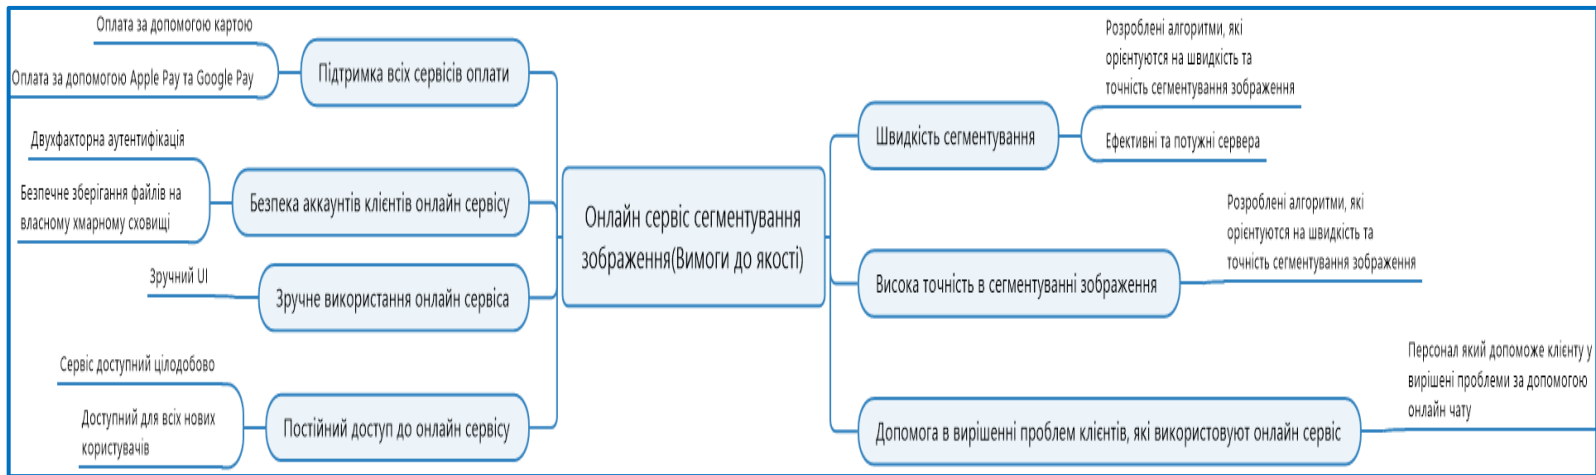 Оплата за допомогою картою
Оплата за допомогою Apple Pay та Google Pay
Підтримка всіх сервісів оплати
Двухфакторна аутентифікація
Безпечне зберігання файлів на
власному хмарному сховищі
Безпека аккаунтів клієнтів онлайн сервісу
Зручний UI
Зручне використання онлайн сервіса
Сервіс доступний цілодобово
Доступний для всіх нових
користувачів
Постійний доступ до онлайн сервісу
Онлайн сервіс сегментування
зображення(Вимоги до якості)
Швидкість сегментування
Розроблені алгоритми, які
орієнтуются на швидкість та
точність сегментування зображення
Ефективні та потужні сервера
Висока точність в сегментуванні зображення
Розроблені алгоритми, які
орієнтуются на швидкість та
точність сегментування зображення
Допомога в вирішенні проблем клієнтів, які використовуют онлайн сервіс
Персонал який допоможе клієнту у
вирішені проблеми за допомогою
онлайн чату